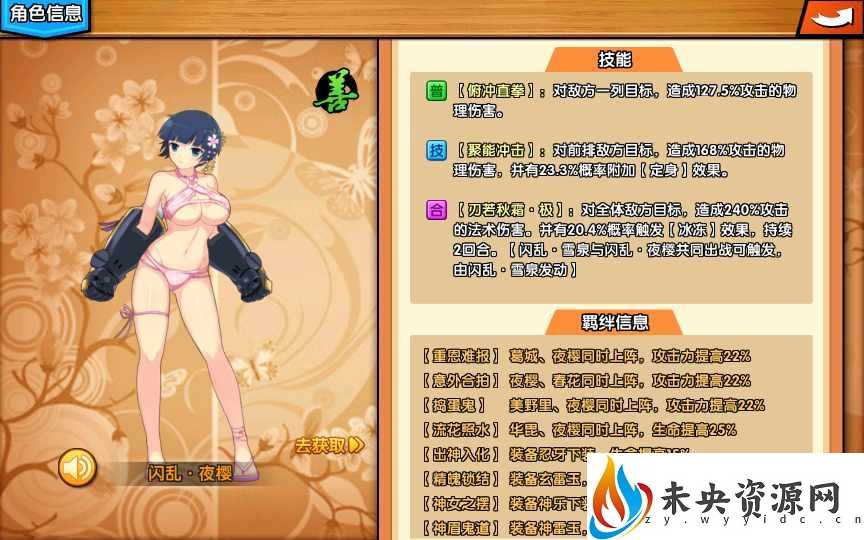 角色信息
善
技能
普 【俯冲直拳】：对敌方一列目标，造成127.5%攻击的物
理伤害。
技 【聚能冲击】：对前排敌方目标，造成168%攻击的物
理伤害，并有23.3%概率附加【定身】效果。
合 【刃若秋霜·极】：对全体敌方目标，造成240%攻击
的法术伤害。并有20.4%概率触发【冰冻】效果，持续
2回合。【闪乱·雪泉与闪乱·夜樱共同出战可触发，
由闪乱·雪泉发动】
羁绊信息
【重恩难报】 葛城、夜樱同时上阵，攻击力提高22%
【意外合拍】 夜樱、春花同时上阵，攻击力提高22%
【捣蛋鬼】 美野里、夜樱同时上阵，攻击力提高22%
【流花照水】 华毘、夜樱同时上阵，生命提高25%
【出神入化】 装备忍牙下装，生命提高15%
【精魄锁结】 装备玄雷玉，
【神女之摆】 装备神乐下装
【神眉鬼道】 装备神雷玉，
去获取
闪乱·夜樱
未央资源网
zy.wyyidc.cn